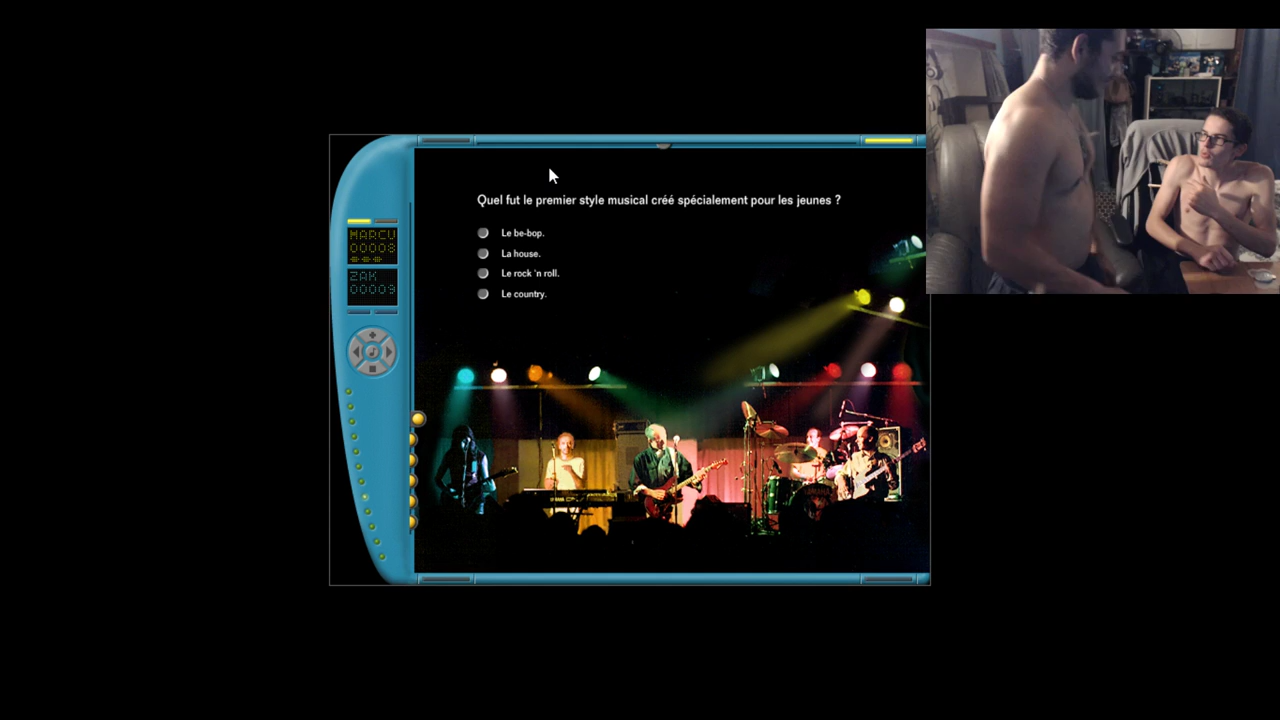 Quel fut le premier style musical créé spécialement pour les jeunes ?
Le be-bop.
La house.
Le rock 'n roll.
Le country.
MARCU
00008
ZAK
00009